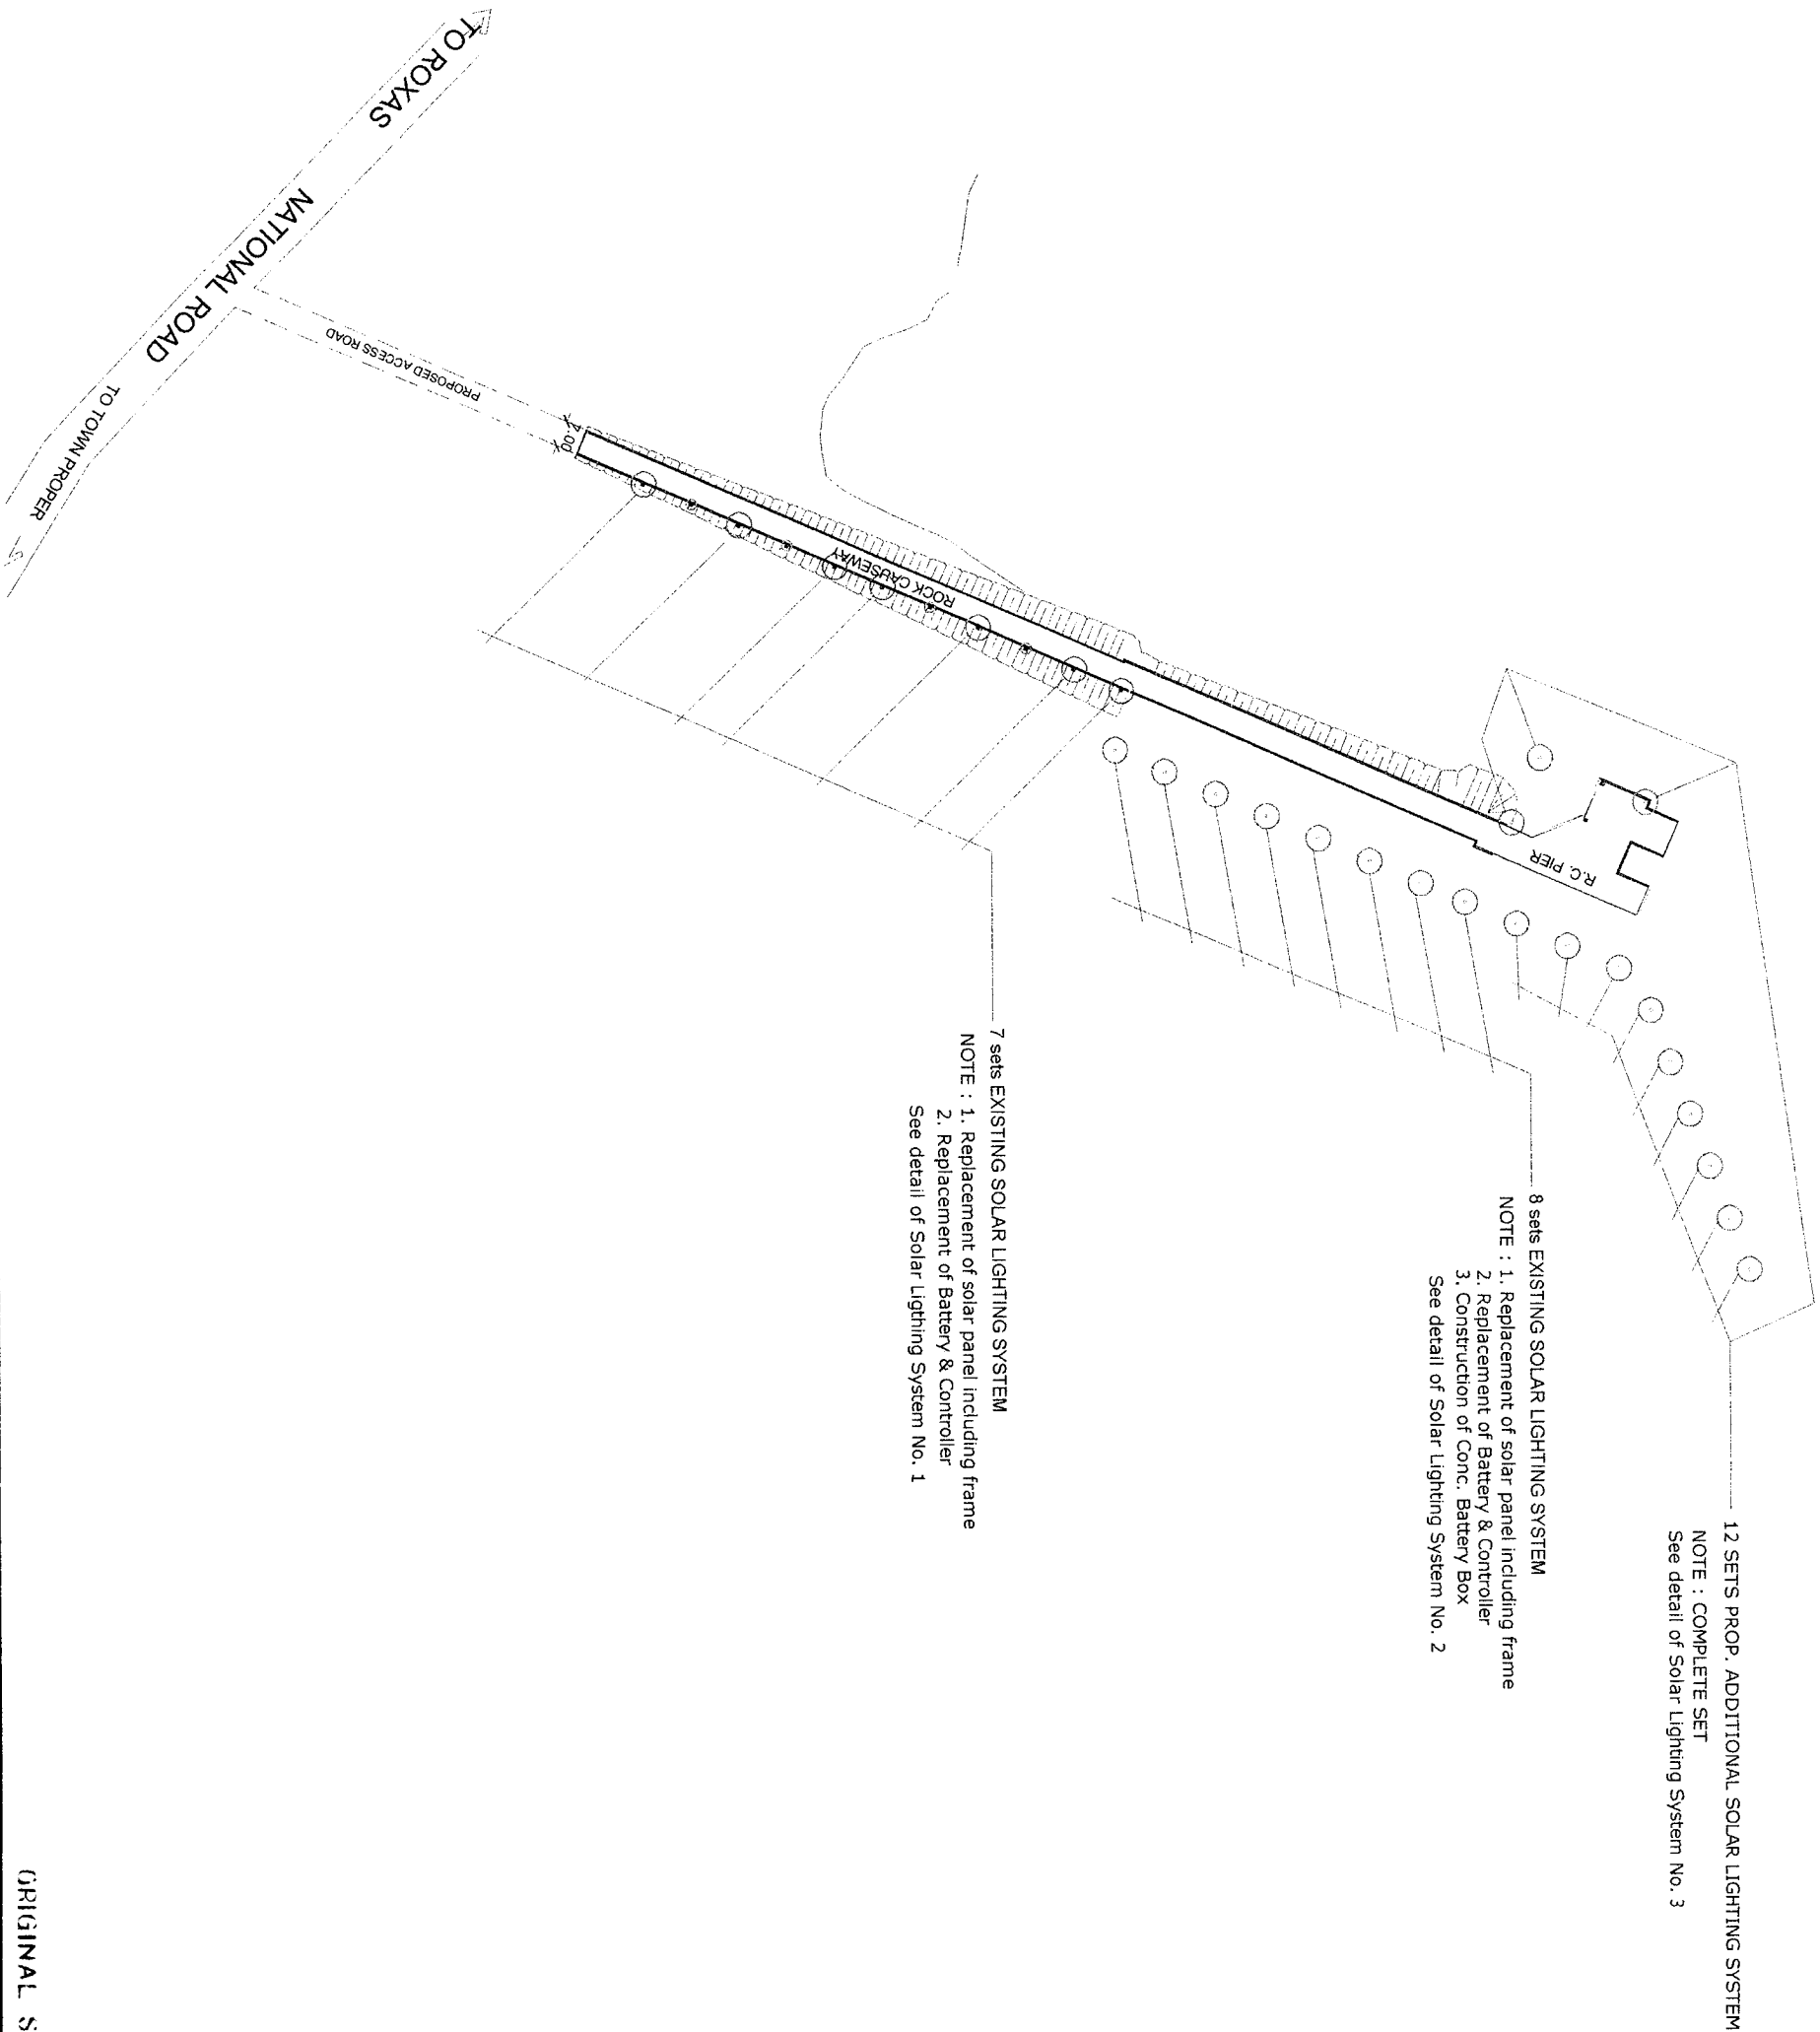 TO ROXAS
NATIONAL ROAD
TO TOWN PROPER
PROPOSED ACCESS ROAD
ROCK CAUSEWAY
R.C. PIER
12 SETS PROP. ADDITIONAL SOLAR LIGHTING SYSTEM
NOTE : COMPLETE SET
See detail of Solar Lighting System No. 3
8 sets EXISTING SOLAR LIGHTING SYSTEM
NOTE : 1. Replacement of solar panel including frame
2. Replacement of Battery & Controller
3. Construction of Conc. Battery Box
See detail of Solar Lighting System No. 2
7 sets EXISTING SOLAR LIGHTING SYSTEM
NOTE : 1. Replacement of solar panel including frame
2. Replacement of Battery & Controller
See detail of Solar Ligthing System No. 1
ORIGINAL S